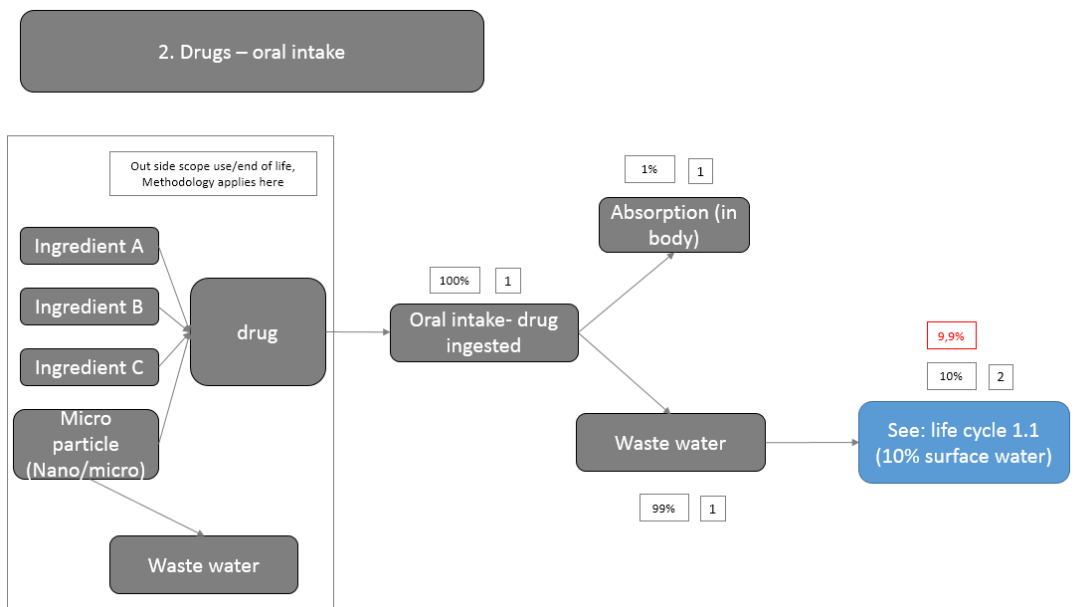 2. Drugs – oral intake
Out side scope use/end of life,
Methodology applies here
Ingredient A
Ingredient B
Ingredient C
Micro
particle
(Nano/micro)
drug
Waste water
100%
1
Oral intake- drug
ingested
1%
1
Absorption (in
body)
Waste water
99%
1
9,9%
10%
2
See: life cycle 1.1
(10% surface water)